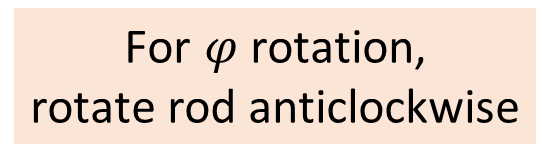 For φ rotation,
rotate rod anticlockwise